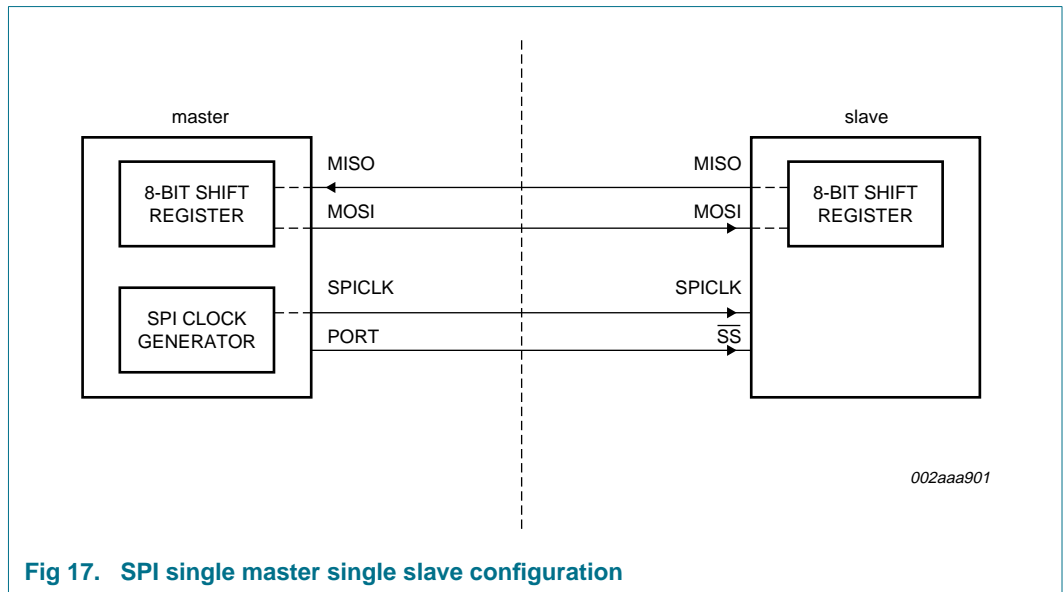 master
slave
MISO
MISO
8-BIT SHIFT
REGISTER
8-BIT SHIFT
REGISTER
MOSI
MOSI
SPICLK
SPICLK
SPI CLOCK
GENERATOR
PORT
S̅S̅
002aaa901
Fig 17. SPI single master single slave configuration